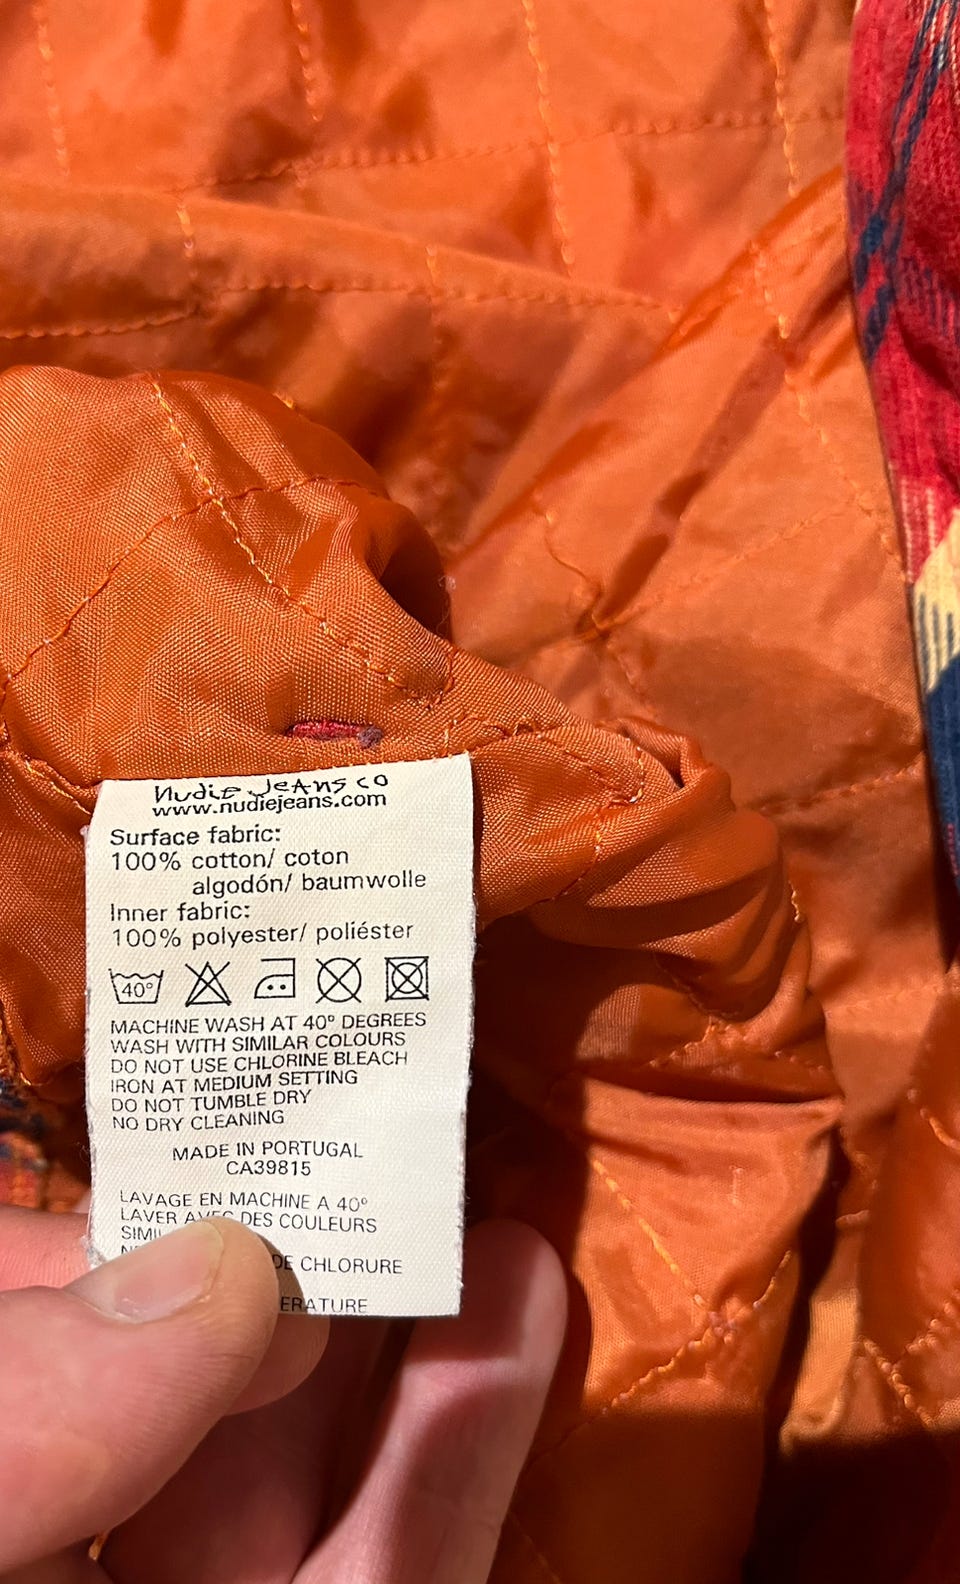 Nudie Jeans co
www.nudiejeans.com
Surface fabric:
100% cotton/ coton
algodón/ baumwolle
Inner fabric:
100% polyester/ poliéster
40°
MACHINE WASH AT 40° DEGREES
WASH WITH SIMILAR COLOURS
DO NOT USE CHLORINE BLEACH
IRON AT MEDIUM SETTING
DO NOT TUMBLE DRY
NO DRY CLEANING
MADE IN PORTUGAL
CA39815
LAVAGE EN MACHINE A 40°
LAVER AVEC DES COULEURS
DE CHLORURE